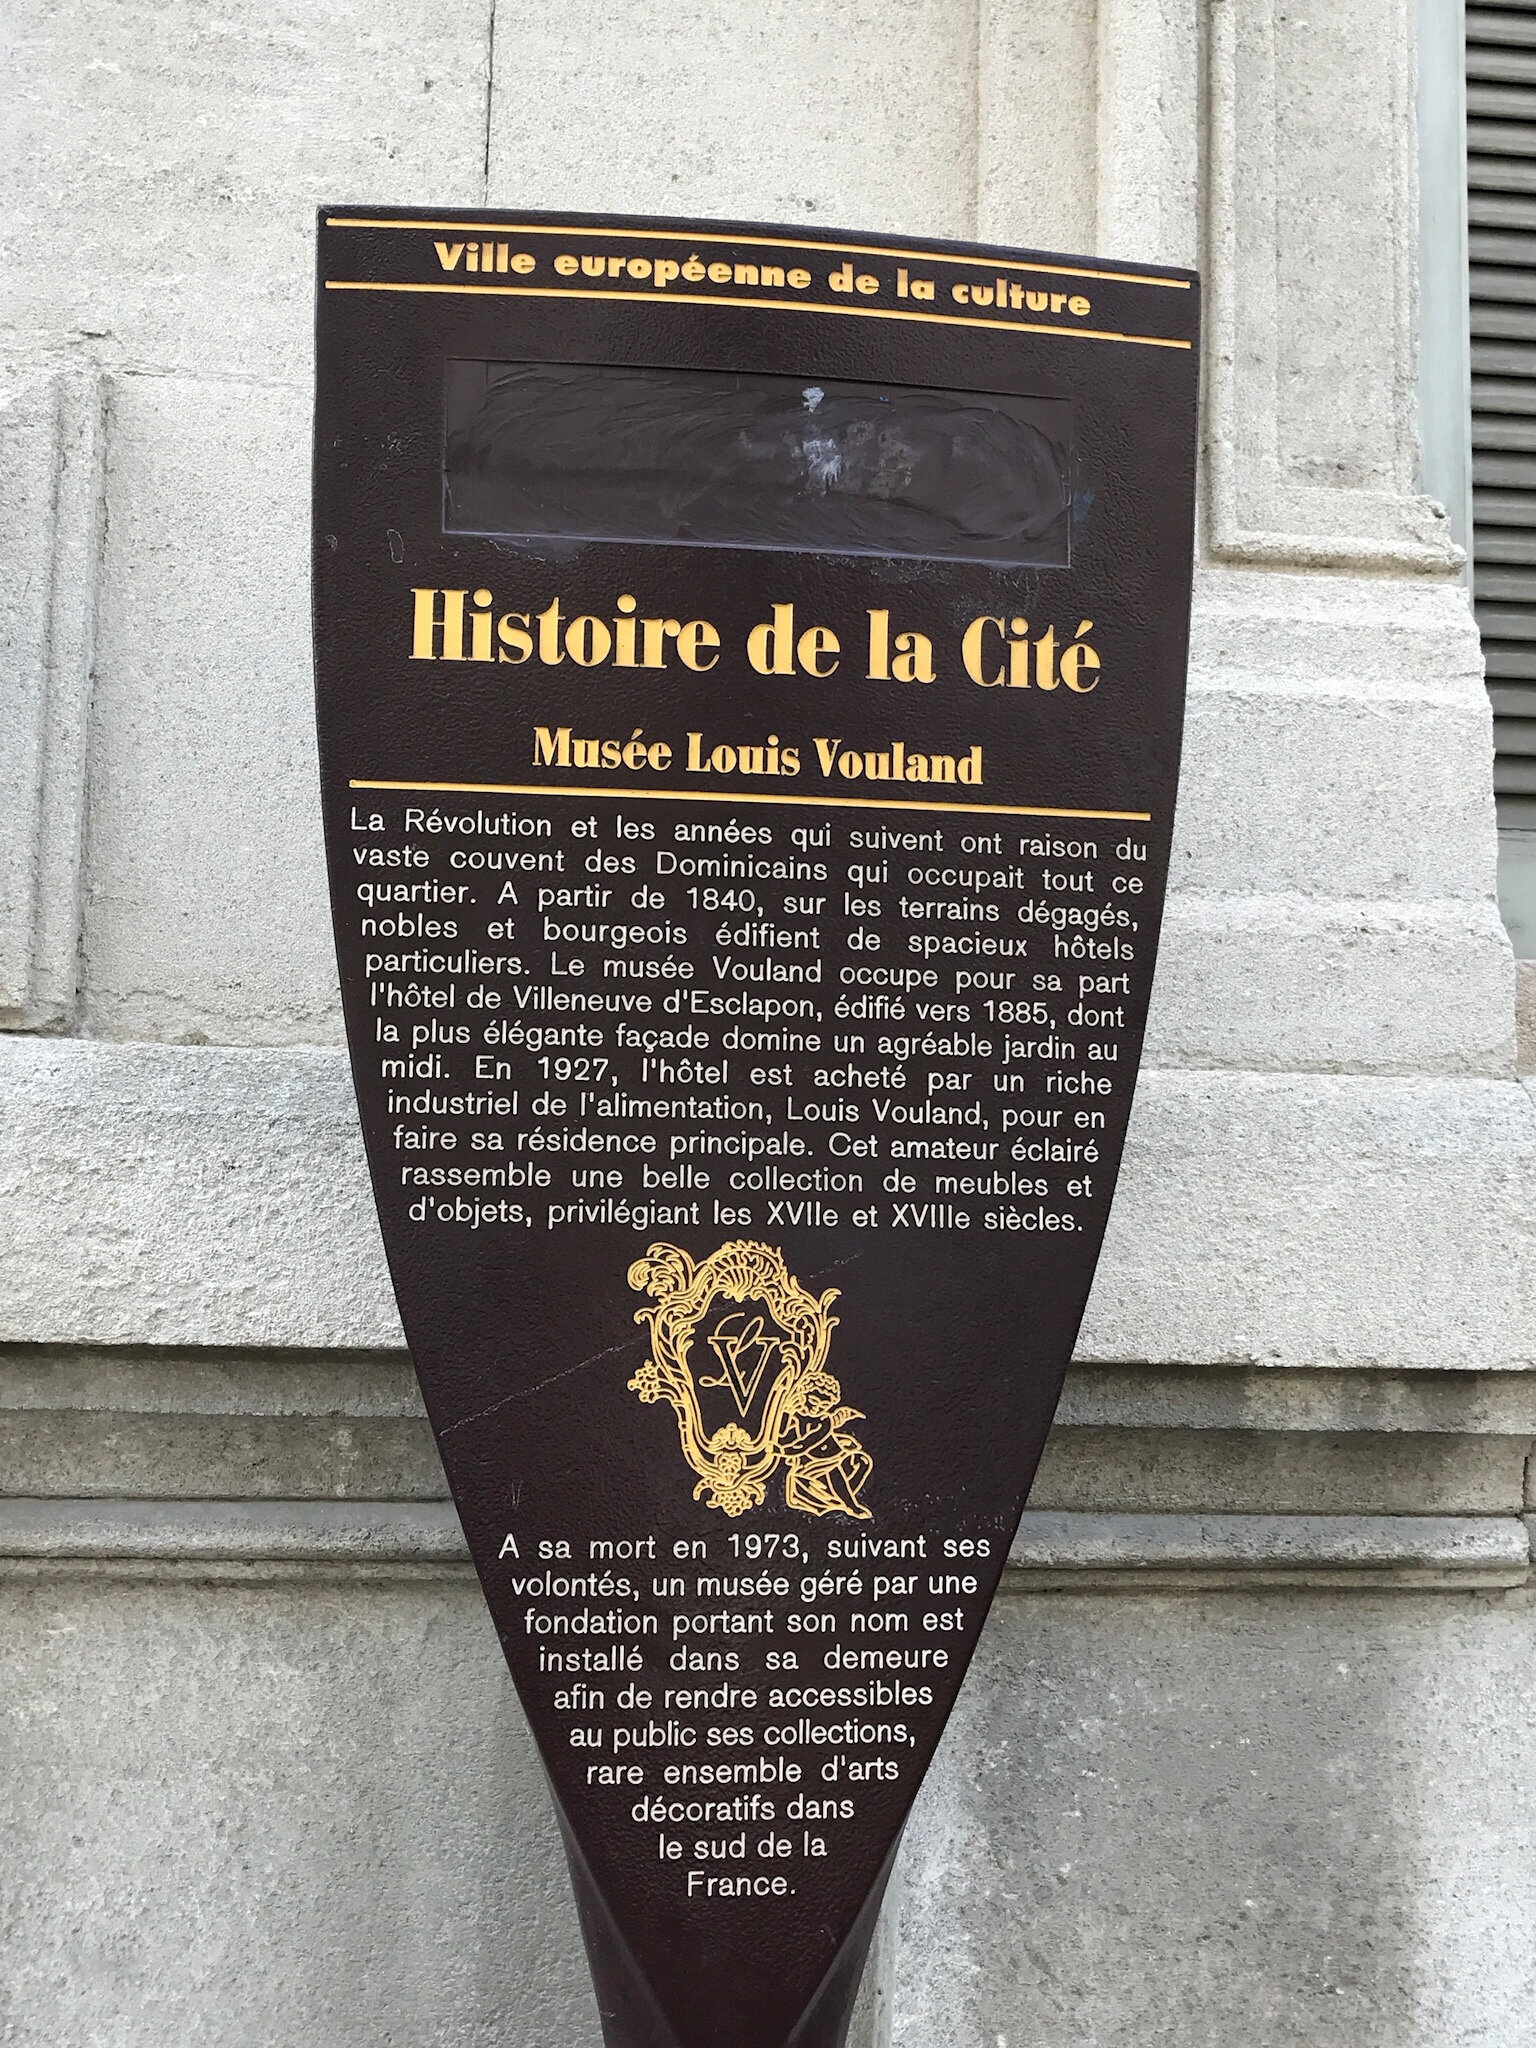 Ville européenne de la culture
Histoire de la Cité
Musée Louis Vouland
La Révolution et les années qui suivent ont raison du
vaste couvent des Dominicains qui occupait tout ce
quartier. A partir de 1840, sur les terrains dégagés,
nobles et bourgeois édifient de spacieux hôtels
particuliers. Le musée Vouland occupe pour sa part
l'hôtel de Villeneuve d'Esclapon, édifié vers 1885, dont
la plus élégante façade domine un agréable jardin au
midi. En 1927, l'hôtel est acheté par un riche
industriel de l'alimentation, Louis Vouland, pour en
faire sa résidence principale. Cet amateur éclairé
rassemble une belle collection de meubles et
d'objets, privilégiant les XVIIe et XVIIIe siècles.
LV
A sa mort en 1973, suivant ses
volontés, un musée géré par une
fondation portant son nom est
installé dans sa demeure
afin de rendre accessibles
au public ses collections,
rare ensemble d'arts
décoratifs dans
le sud de la
France.